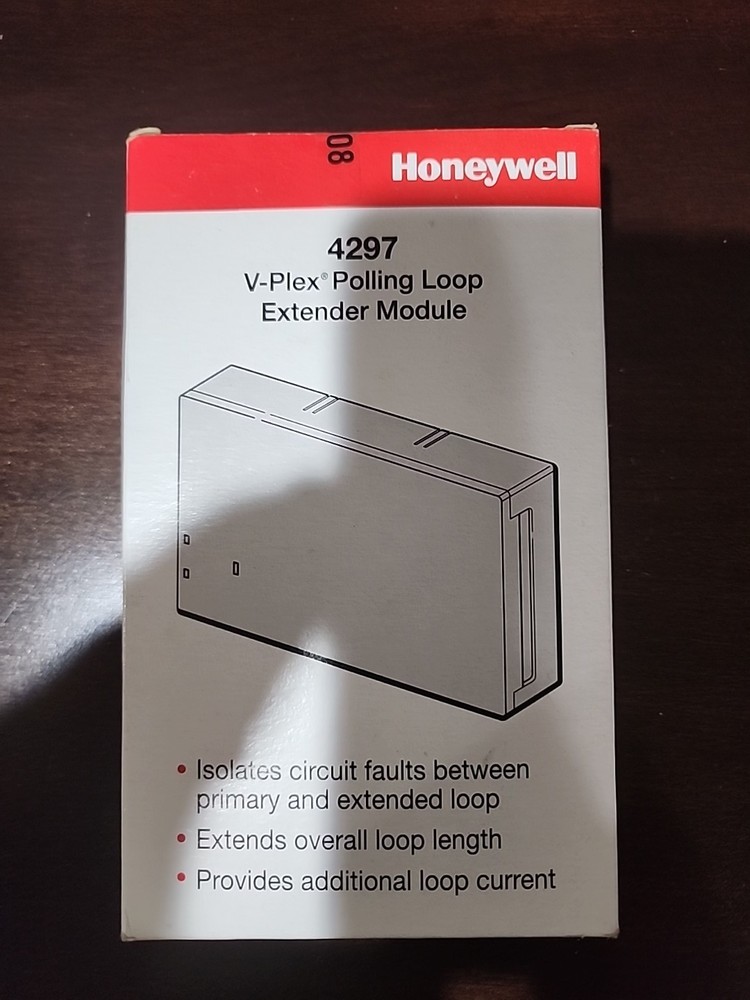 08
Honeywell
4297
V-Plex® Polling Loop
Extender Module
• Isolates circuit faults between
primary and extended loop
• Extends overall loop length
• Provides additional loop current